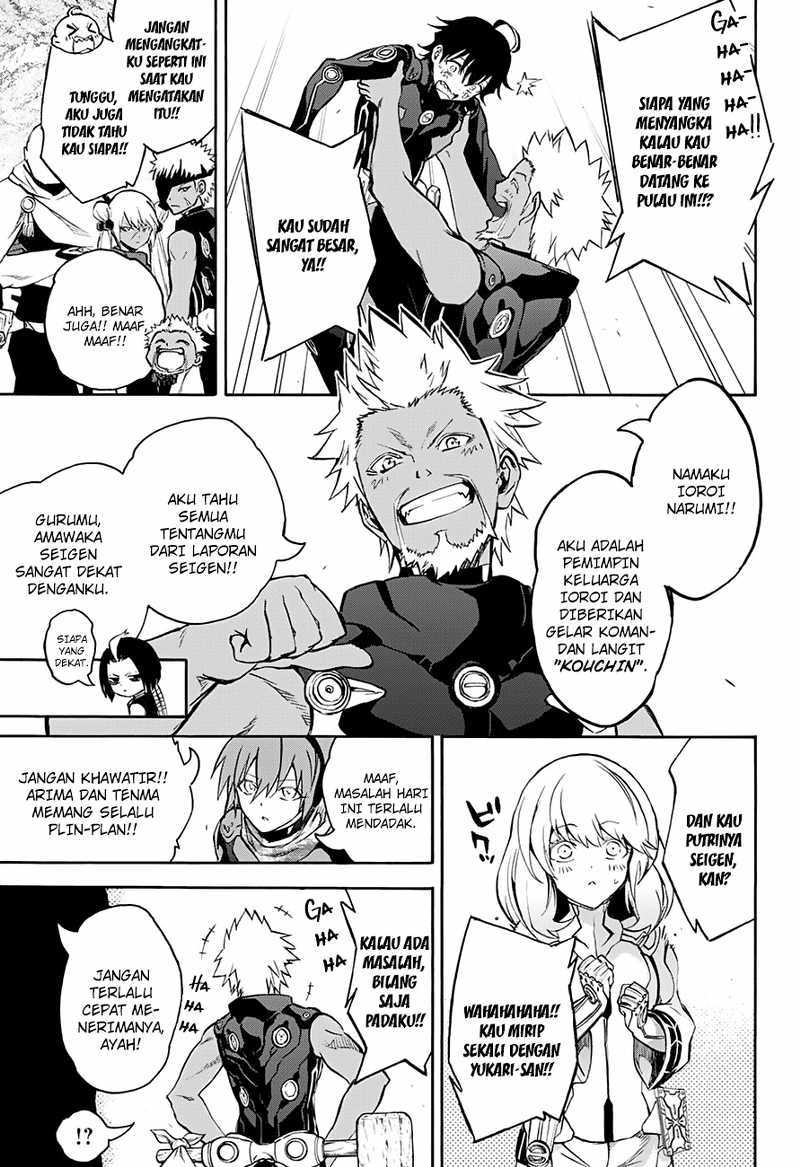 GA-
HA-
HA-
HA-
HA!!
SIAPA YANG
MENYANGKA
KALAU KAU
BENAR-BENAR
DATANG KE
PULAU INI!!?
KAU SUDAH
SANGAT BESAR,
YA!!
JANGAN
MENGANGKAT-
KU SEPERTI INI
SAAT KAU
MENGATAKAN
ITU!!
TUNGGU,
AKU JUGA
TIDAK TAHU
KAU SIAPA!!
AHH, BENAR
JUGA!! MAAF,
MAAF!!
NAMAKU
IOROI
NARUMI!!
AKU ADALAH
PEMIMPIN
KELUARGA
IOROI DAN
DIBERIKAN
GELAR KOMAN-
DAN LANGIT
"KOUCHIN".
AKU TAHU
SEMUA
TENTANGMU
DARI LAPORAN
SEIGEN!!
GURUMU,
AMAWAKA
SEIGEN
SANGAT DEKAT
DENGANKU.
SIAPA
YANG
DEKAT.
DAN KAU
PUTRINYA
SEIGEN,
KAN?
ビクッ
WAHAHAHAHA!!
KAU MIRIP
SEKALI DENGAN
YUKARI-SAN!!
MAAF,
MASALAH HARI
INI TERLALU
MENDADAK.
JANGAN KHAWATIR!!
ARIMA DAN TENMA
MEMANG SELALU
PLIN-PLAN!!
KALAU ADA
MASALAH,
BILANG
SAJA
PADAKU!!
GA
HA
HA
HA
HA
HA
JANGAN
TERLALU
CEPAT ME-
NERIMANYA,
AYAH!
!?